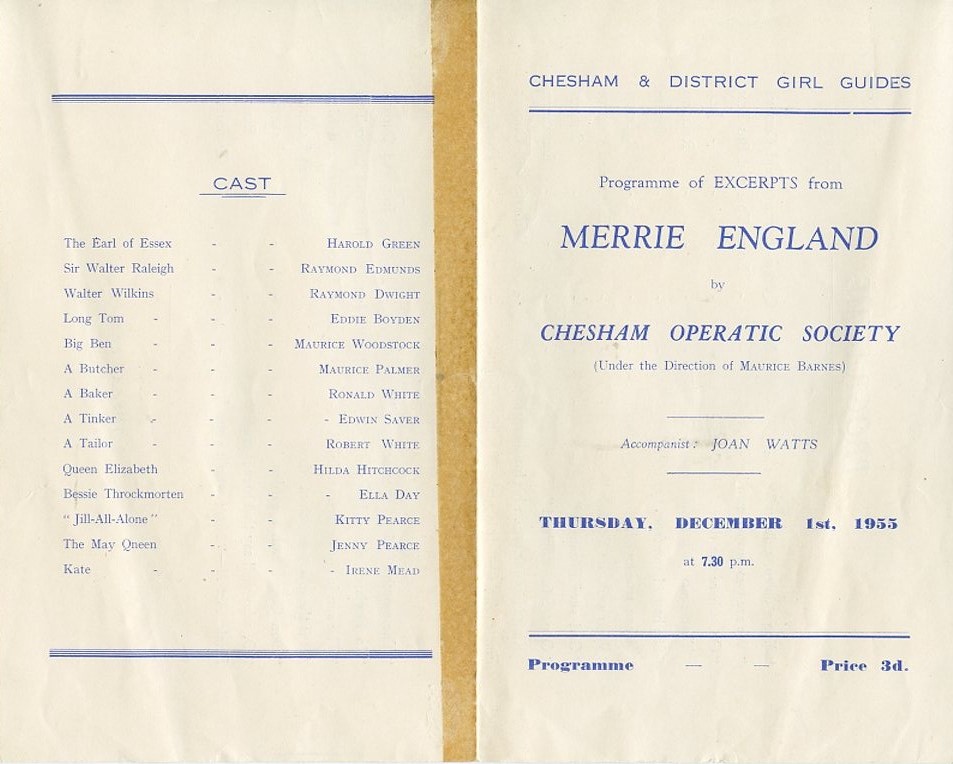 CAST
The Earl of Essex - - HAROLD GREEN
Sir Walter Raleigh - - RAYMOND EDMUNDS
Walter Wilkins - - RAYMOND DWIGHT
Long Tom - - - EDDIE BOYDEN
Big Ben - - - MAURICE WOODSTOCK
A Butcher - - - MAURICE PALMER
A Baker - - - RONALD WHITE
A Tinker - - - - EDWIN SAVER
A Tailor - - - ROBERT WHITE
Queen Elizabeth - - HILDA HITCHCOCK
Bessie Throckmorten - - - ELLA DAY
"Jill-All-Alone" - - KITTY PEARCE
The May Qneen - - JENNY PEARCE
Kate - - - - IRENE MEAD
CHESHAM & DISTRICT GIRL GUIDES
Programme of EXCERPTS from
MERRIE ENGLAND
by
CHESHAM OPERATIC SOCIETY
(Under the Direction of MAURICE BARNES)
Accompanist: JOAN WATTS
THURSDAY, DECEMBER 1st, 1955
at 7.30 p.m.
Programme — — Price 3d.